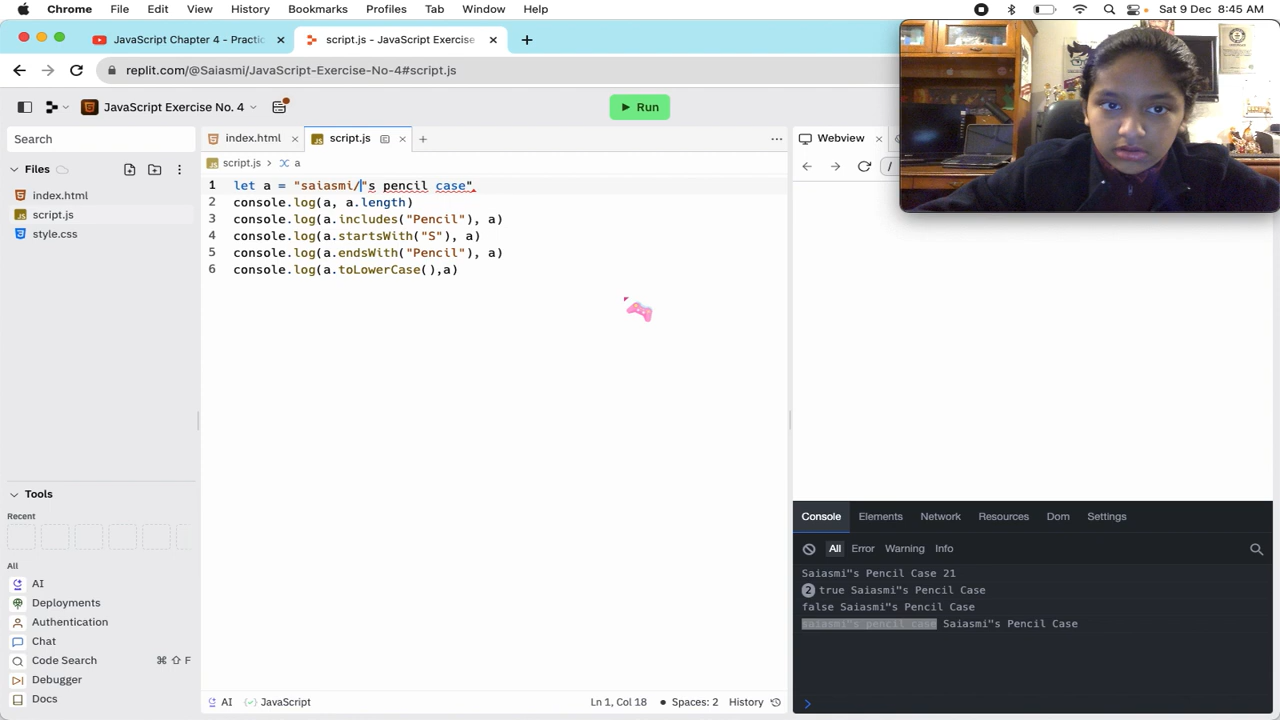 Chrome File Edit View History Bookmarks Profiles Tab Window Help Sat 9 Dec 8:45 AM
JavaScript Chapter script.js - JavaScript Exercise
replit.com/@Saiasmi/JavaScript-Exercise-No-4#script.js
JavaScript Exercise No. 4 Run
Search
Files
index.html
script.js
style.css
Tools
Recent
All
AI
Deployments
Authentication
Chat
Code Search ⌘ ⇧ F
Debugger
Docs
index.html script.js
script.js > a
1 let a = "saiasmi/"s pencil case"
2 console.log(a, a.length)
3 console.log(a.includes("Pencil"), a)
4 console.log(a.startsWith("S"), a)
5 console.log(a.endsWith("Pencil"), a)
6 console.log(a.toLowerCase(),a)
AI JavaScript Ln 1, Col 18 Spaces: 2 History
Webview
/
Console Elements Network Resources Dom Settings
All Error Warning Info
Saiasmi"s Pencil Case 21
2 true Saiasmi"s Pencil Case
false Saiasmi"s Pencil Case
saiasmi"s pencil case Saiasmi"s Pencil Case
>